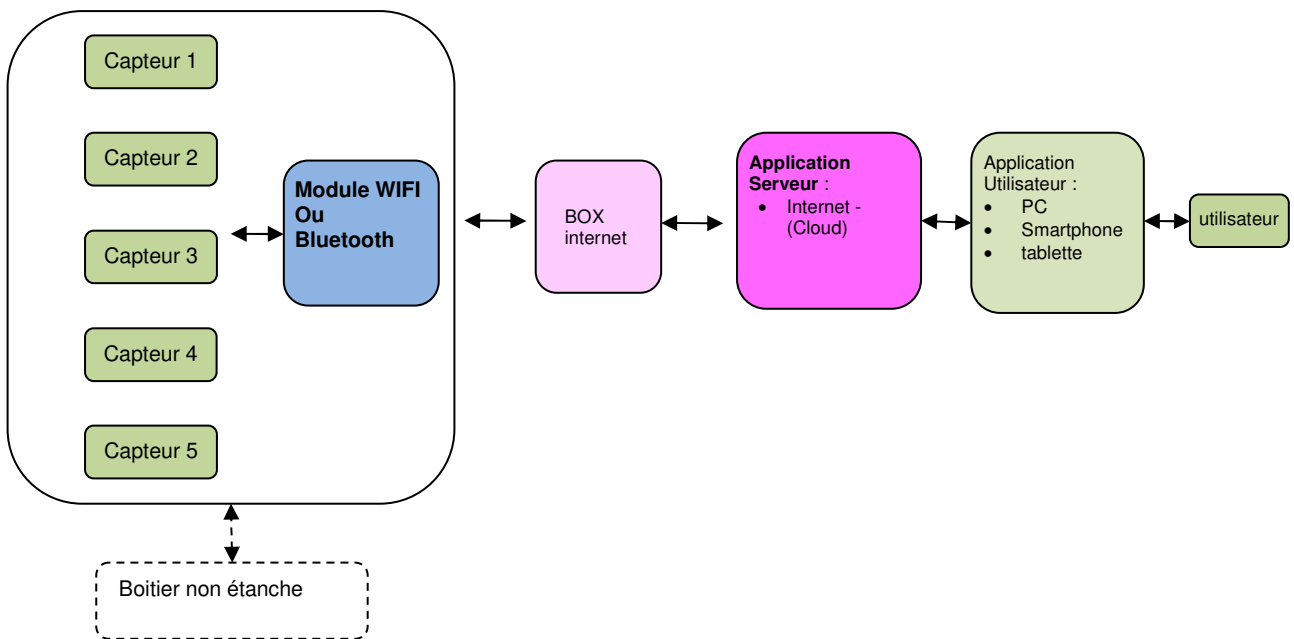 Capteur 1
Capteur 2
Capteur 3
Capteur 4
Capteur 5
Module WIFI
Ou
Bluetooth
BOX
internet
Application
Serveur :
• Internet -
(Cloud)
Application
Utilisateur :
• PC
• Smartphone
• tablette
utilisateur
Boitier non étanche